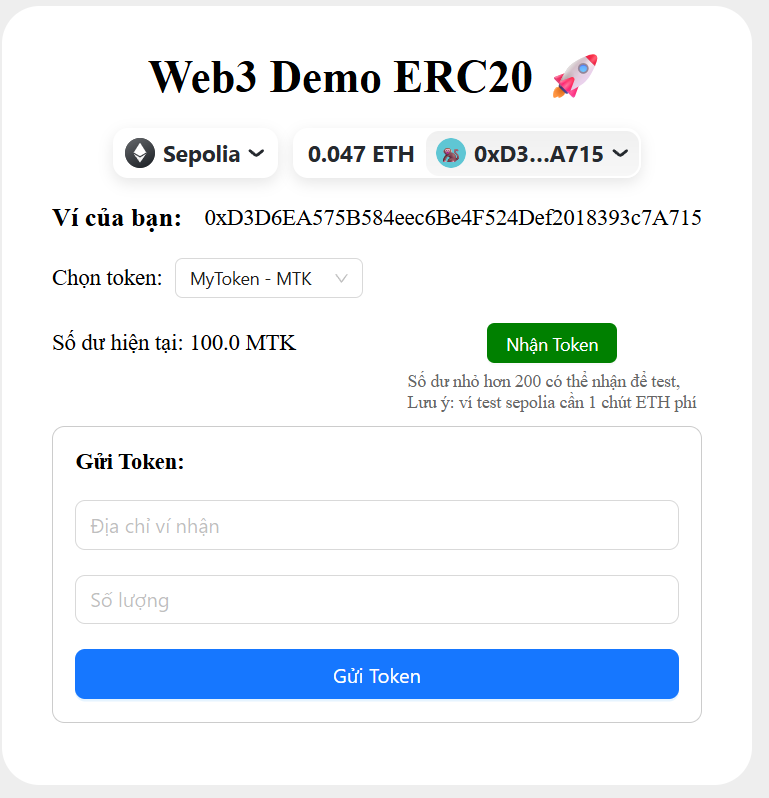 Web3 Demo ERC20 🚀
Sepolia 0.047 ETH 0xD3...A715
Ví của bạn: 0xD3D6EA575B584eec6Be4F524Def2018393c7A715
Chọn token: MyToken - MTK
Số dư hiện tại: 100.0 MTK Nhận Token
Số dư nhỏ hơn 200 có thể nhận để test,
Lưu ý: ví test sepolia cần 1 chút ETH phí
Gửi Token:
Địa chỉ ví nhận
Số lượng
Gửi Token